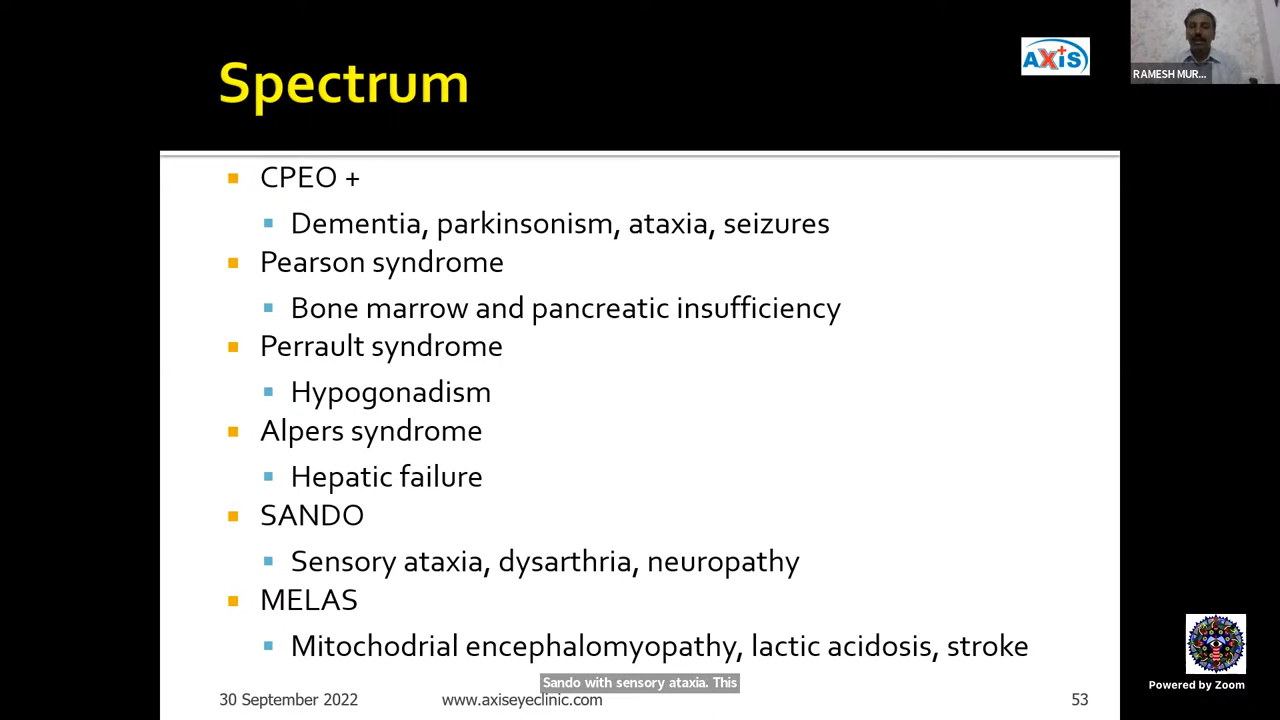 Spectrum
AXiS
RAMESH MUR...
CPEO +
Dementia, parkinsonism, ataxia, seizures
Pearson syndrome
Bone marrow and pancreatic insufficiency
Perrault syndrome
Hypogonadism
Alpers syndrome
Hepatic failure
SANDO
Sensory ataxia, dysarthria, neuropathy
MELAS
Mitochodrial encephalomyopathy, lactic acidosis, stroke
Sando with sensory ataxia. This
30 September 2022
www.axiseyeclinic.com
53
Powered by Zoom